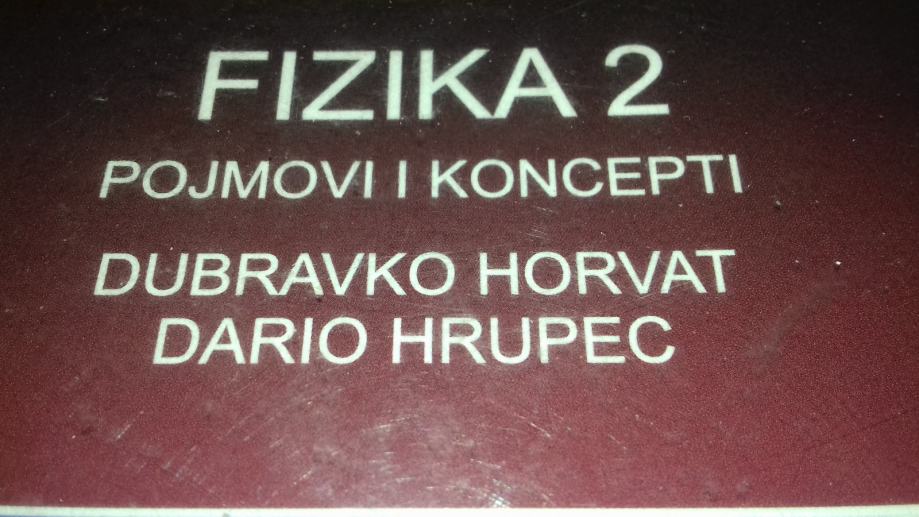 FIZIKA 2
POJMOVI I KONCEPTI
DUBRAVKO HORVAT
DARIO HRUPEC